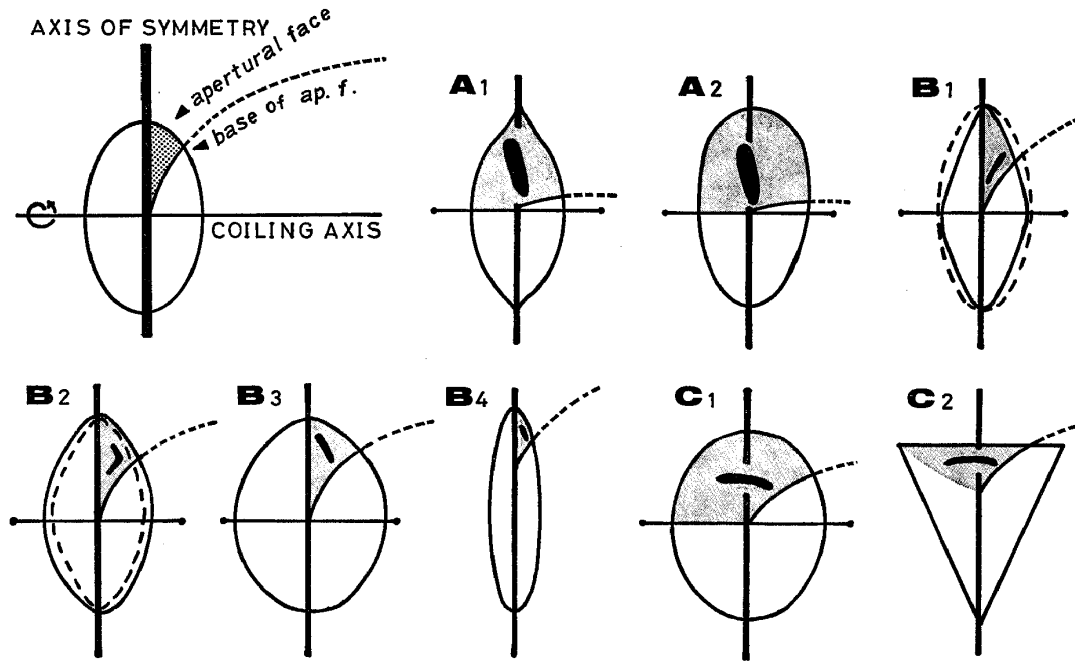 AXIS OF SYMMETRY
apertural face
base of ap. f.
COILING AXIS
A1
A2
B1
B2
B3
B4
C1
C2